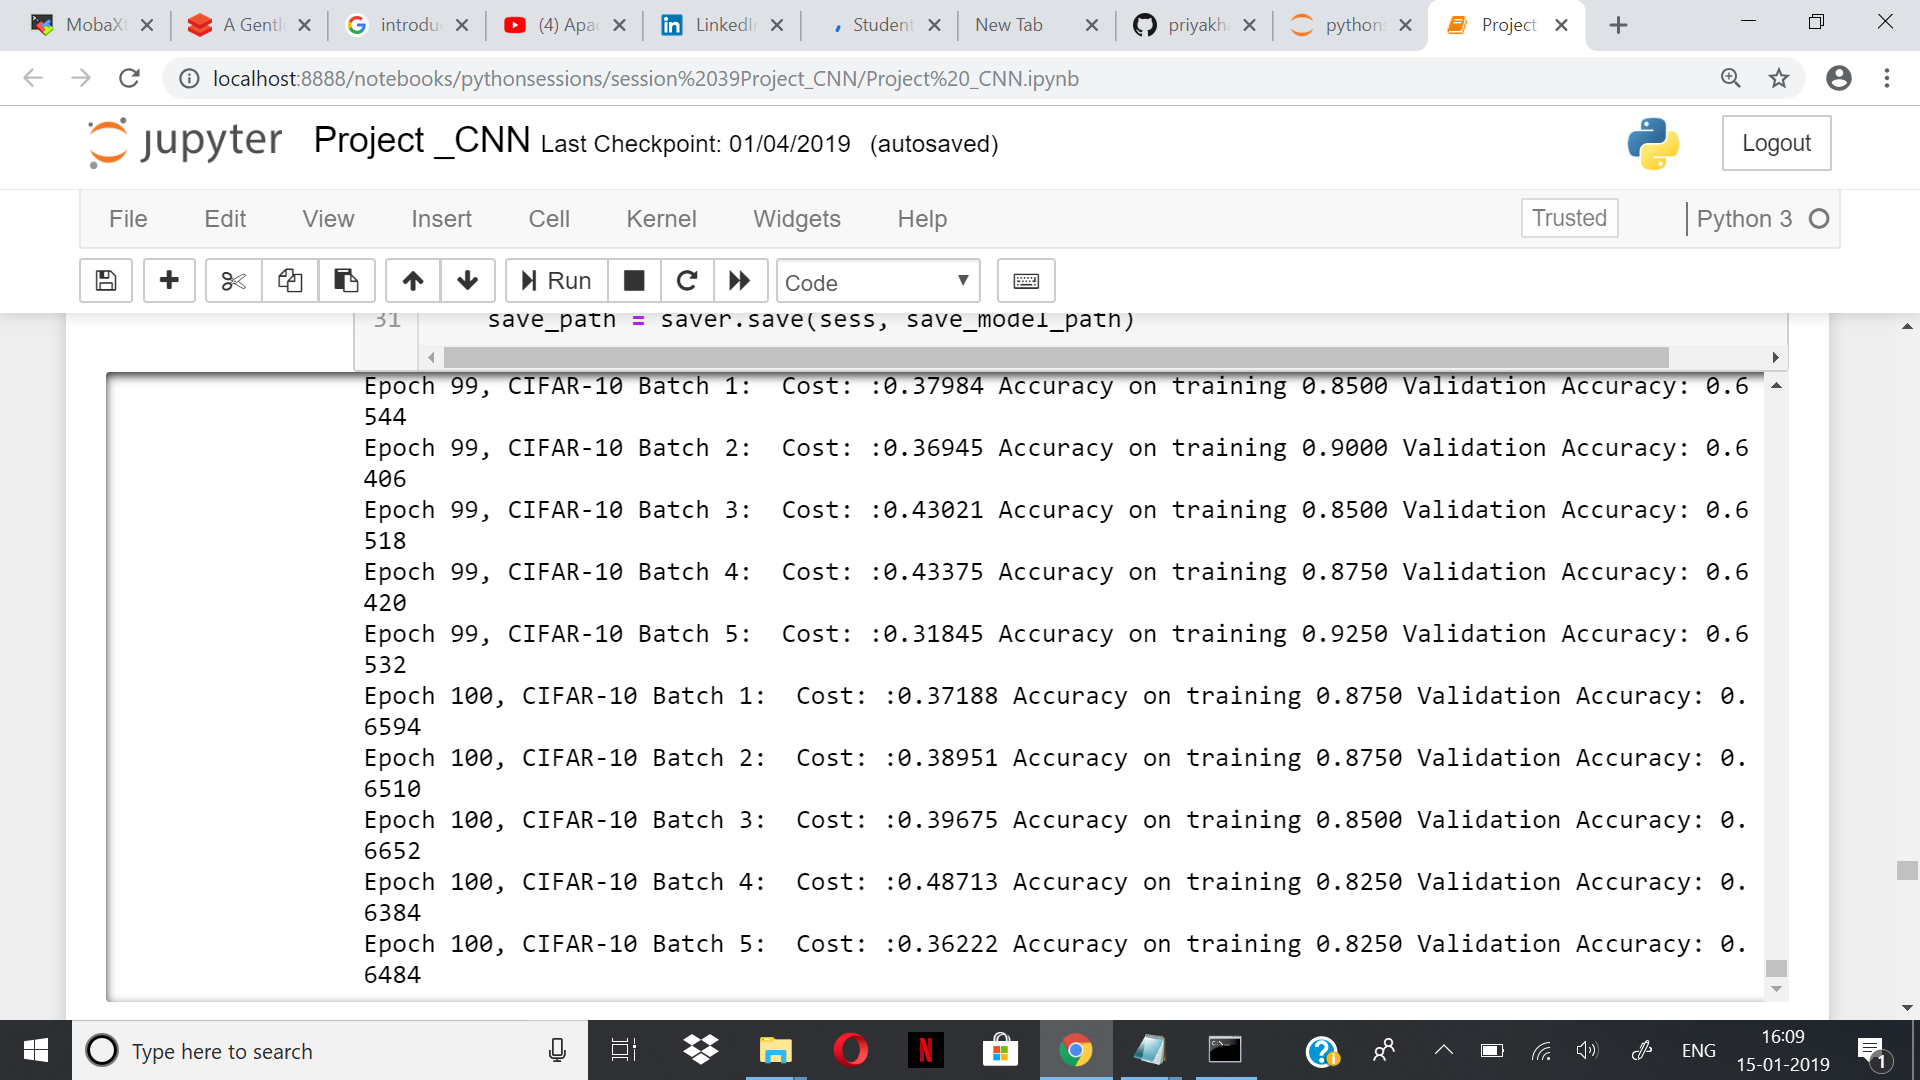 MobaXt
A Gentl
introdu
(4) Apa
LinkedIn
Student
New Tab
priyakha
pythons
Project
localhost:8888/notebooks/pythonsessions/session%2039Project_CNN/Project%20_CNN.ipynb
jupyter Project _CNN Last Checkpoint: 01/04/2019 (autosaved)
Logout
File Edit View Insert Cell Kernel Widgets Help
Trusted
Python 3
Run
Code
31 save_path = saver.save(sess, save_model_path)
Epoch 99, CIFAR-10 Batch 1:  Cost: :0.37984 Accuracy on training 0.8500 Validation Accuracy: 0.6
544
Epoch 99, CIFAR-10 Batch 2:  Cost: :0.36945 Accuracy on training 0.9000 Validation Accuracy: 0.6
406
Epoch 99, CIFAR-10 Batch 3:  Cost: :0.43021 Accuracy on training 0.8500 Validation Accuracy: 0.6
518
Epoch 99, CIFAR-10 Batch 4:  Cost: :0.43375 Accuracy on training 0.8750 Validation Accuracy: 0.6
420
Epoch 99, CIFAR-10 Batch 5:  Cost: :0.31845 Accuracy on training 0.9250 Validation Accuracy: 0.6
532
Epoch 100, CIFAR-10 Batch 1:  Cost: :0.37188 Accuracy on training 0.8750 Validation Accuracy: 0.
6594
Epoch 100, CIFAR-10 Batch 2:  Cost: :0.38951 Accuracy on training 0.8750 Validation Accuracy: 0.
6510
Epoch 100, CIFAR-10 Batch 3:  Cost: :0.39675 Accuracy on training 0.8500 Validation Accuracy: 0.
6652
Epoch 100, CIFAR-10 Batch 4:  Cost: :0.48713 Accuracy on training 0.8250 Validation Accuracy: 0.
6384
Epoch 100, CIFAR-10 Batch 5:  Cost: :0.36222 Accuracy on training 0.8250 Validation Accuracy: 0.
6484
Type here to search
ENG
16:09
15-01-2019
1